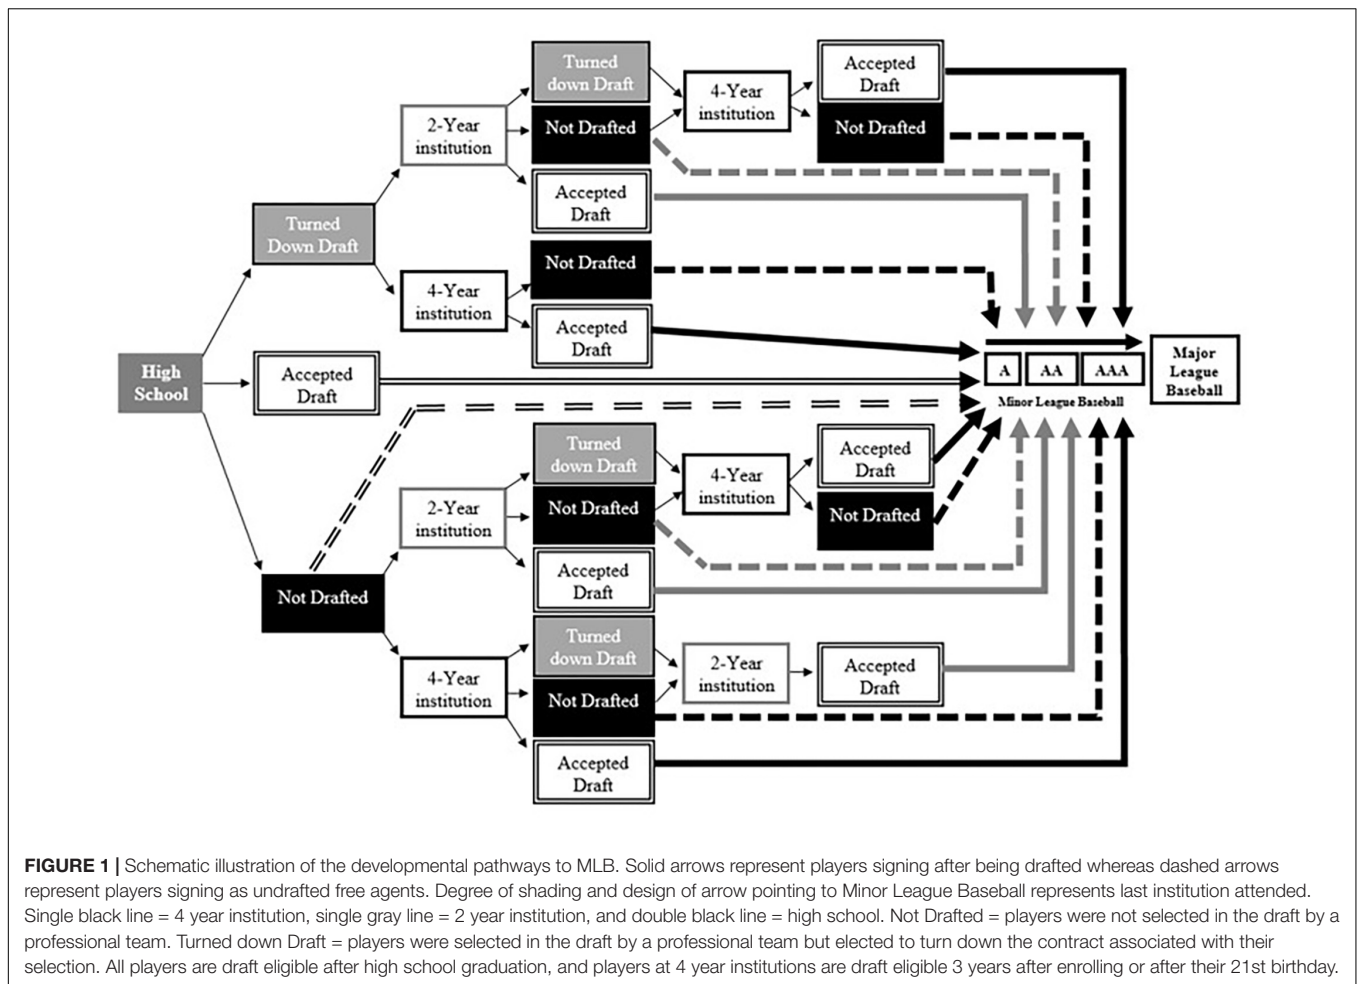 Turned
down Draft
Not Drafted
Accepted
Draft
2-Year
institution
4-Year
institution
Accepted
Draft
Not Drafted
Turned
Down Draft
4-Year
institution
Not Drafted
Accepted
Draft
High
School
Accepted
Draft
A
AA
AAA
Minor League Baseball
Major
League
Baseball
Not Drafted
2-Year
institution
Turned
down Draft
Not Drafted
Accepted
Draft
4-Year
institution
Accepted
Draft
Not Drafted
4-Year
institution
Turned
down Draft
Not Drafted
Accepted
Draft
2-Year
institution
Accepted
Draft
FIGURE 1 | Schematic illustration of the developmental pathways to MLB. Solid arrows represent players signing after being drafted whereas dashed arrows
represent players signing as undrafted free agents. Degree of shading and design of arrow pointing to Minor League Baseball represents last institution attended.
Single black line = 4 year institution, single gray line = 2 year institution, and double black line = high school. Not Drafted = players were not selected in the draft by a
professional team. Turned down Draft = players were selected in the draft by a professional team but elected to turn down the contract associated with their
selection. All players are draft eligible after high school graduation, and players at 4 year institutions are draft eligible 3 years after enrolling or after their 21st birthday.